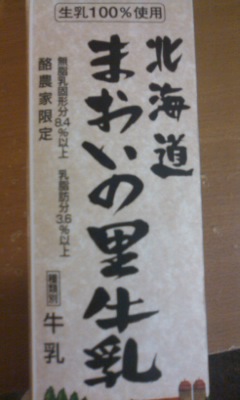 生乳100%使用
北海道
まおいの里牛乳
無脂乳固形分8.4%以上 乳脂肪分3.6%以上
酪農家限定
種類別 牛乳